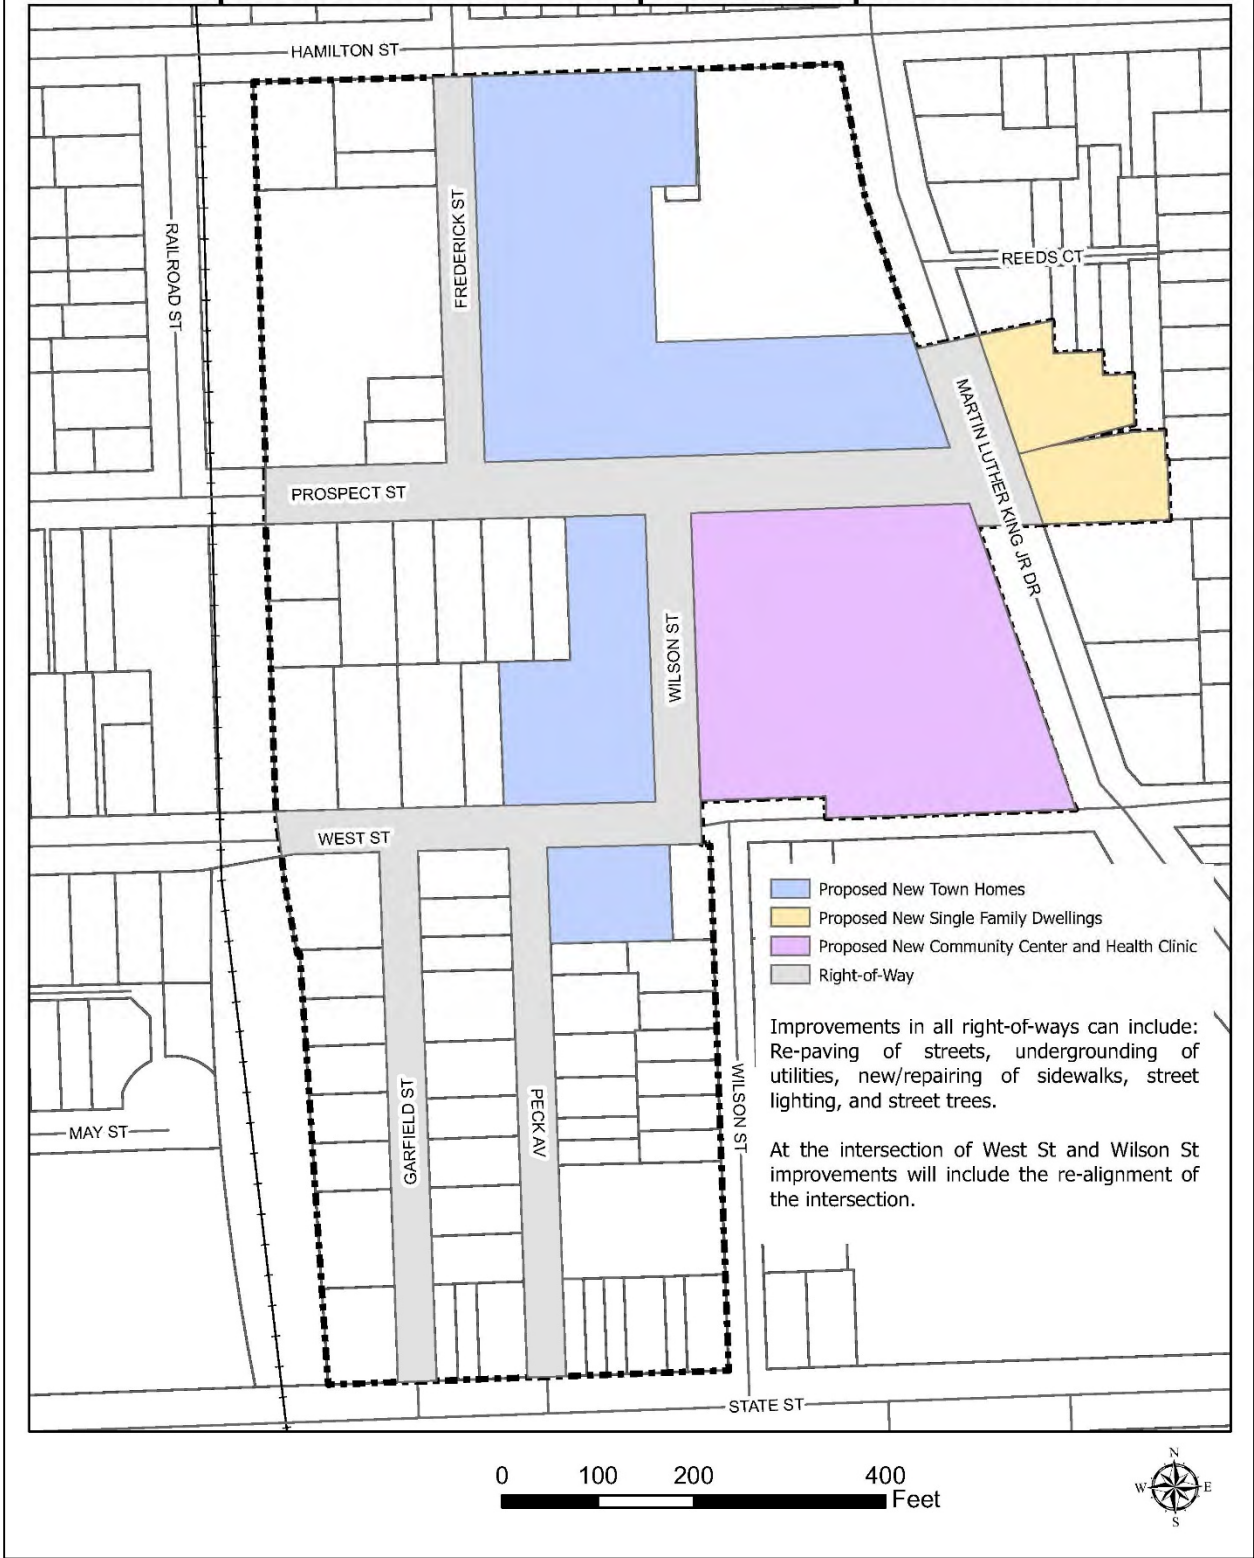 HAMILTON ST
RAILROAD ST
FREDERICK ST
REEDS CT
MARTIN LUTHER KING JR DR
PROSPECT ST
WILSON ST
WEST ST
Proposed New Town Homes
Proposed New Single Family Dwellings
Proposed New Community Center and Health Clinic
Right-of-Way
Improvements in all right-of-ways can include:
Re-paving of streets, undergrounding of
utilities, new/repairing of sidewalks, street
lighting, and street trees.
At the intersection of West St and Wilson St
improvements will include the re-alignment of
the intersection.
MAY ST
GARFIELD ST
PECK AV
WILSON ST
STATE ST
0 100 200 400
Feet
N
W E
S